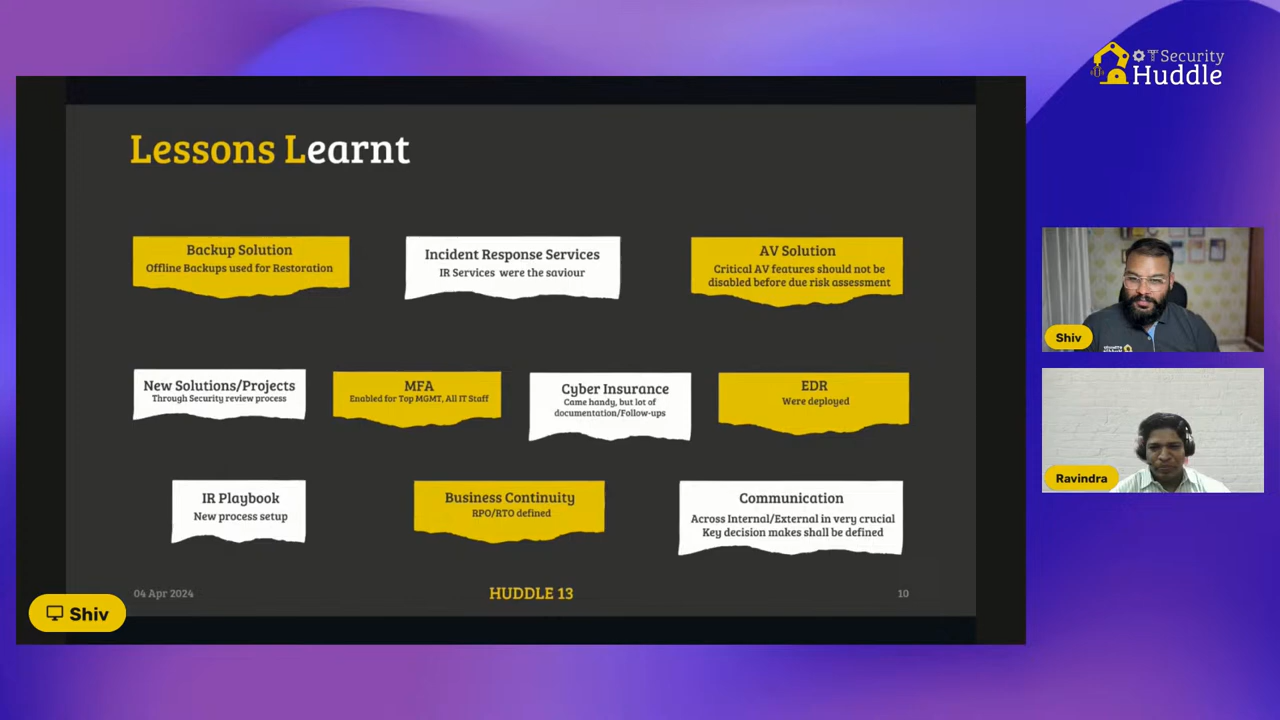 OT Security
Huddle
Lessons Learnt
Backup Solution
Offline Backups used for Restoration
Incident Response Services
IR Services were the saviour
AV Solution
Critical AV features should not be
disabled before due risk assessment
New Solutions/Projects
Through Security review process
MFA
Enabled for Top MGMT, All IT Staff
Cyber Insurance
Came handy, but lot of
documentation/Follow-ups
EDR
Were deployed
IR Playbook
New process setup
Business Continuity
RPO/RTO defined
Communication
Across Internal/External in very crucial
Key decision makes shall be defined
04 Apr 2024
HUDDLE 13
10
Shiv
Shiv
Ravindra